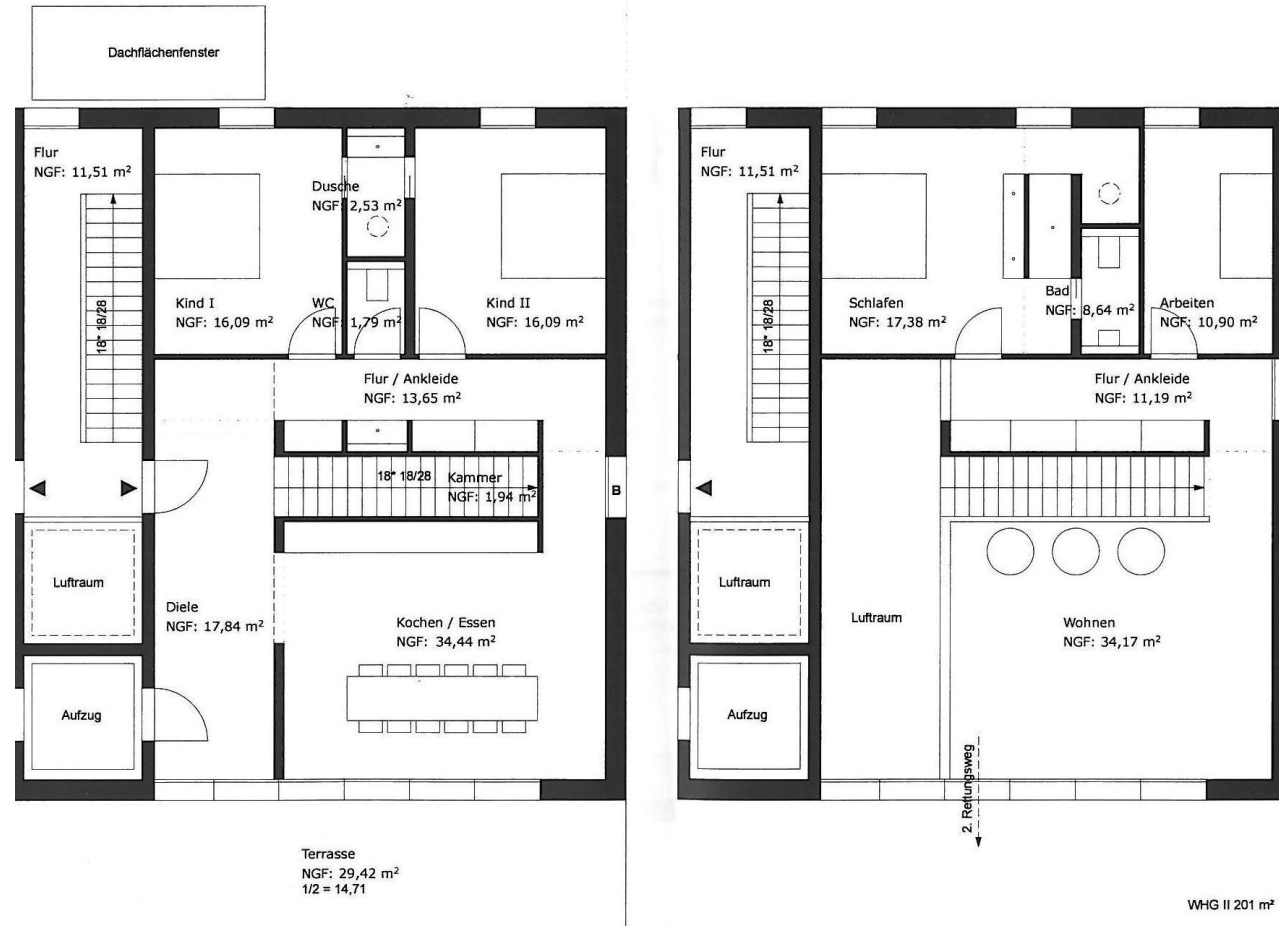 Dachflächenfenster
Flur
NGF: 11,51 m²
Dusche
NGF: 2,53 m²
Kind I
NGF: 16,09 m²
WC
NGF: 1,79 m²
Kind II
NGF: 16,09 m²
18* 18/28
Flur / Ankleide
NGF: 13,65 m²
18* 18/28
Kammer
NGF: 1,94 m²
B
Luftraum
Diele
NGF: 17,84 m²
Kochen / Essen
NGF: 34,44 m²
Aufzug
Terrasse
NGF: 29,42 m²
1/2 = 14,71
Flur
NGF: 11,51 m²
18* 18/28
Schlafen
NGF: 17,38 m²
Bad
NGF: 8,64 m²
Arbeiten
NGF: 10,90 m²
Flur / Ankleide
NGF: 11,19 m²
Luftraum
Luftraum
Wohnen
NGF: 34,17 m²
Aufzug
2. Rettungsweg
WHG II 201 m²